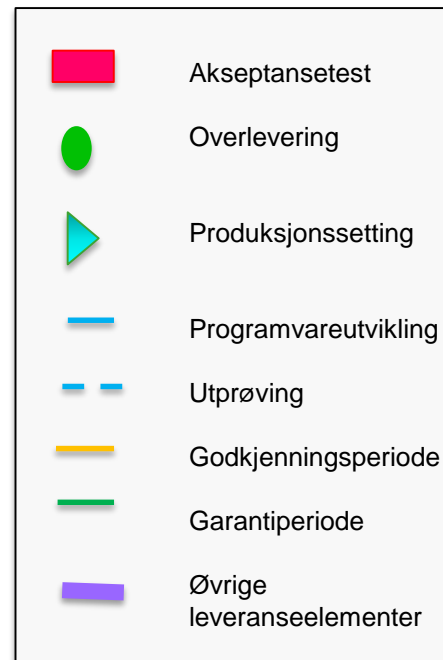 Akseptansetest
Overlevering
Produksjonssetting
Programvareutvikling
Utprøving
Godkjenningsperiode
Garantiperiode
Øvrige
leveranseelementer